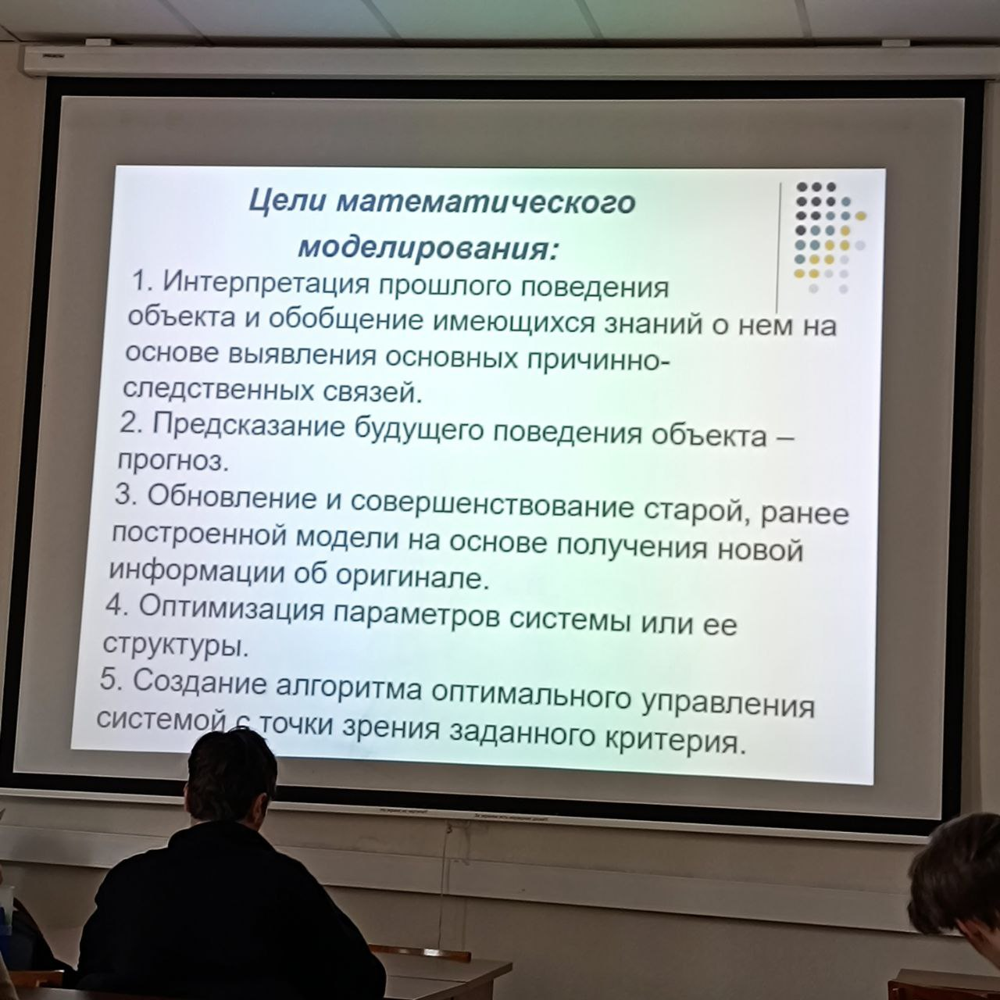 Цели математического
моделирования:
1. Интерпретация прошлого поведения
объекта и обобщение имеющихся знаний о нем на
основе выявления основных причинно-
следственных связей.
2. Предсказание будущего поведения объекта –
прогноз.
3. Обновление и совершенствование старой, ранее
построенной модели на основе получения новой
информации об оригинале.
4. Оптимизация параметров системы или ее
структуры.
5. Создание алгоритма оптимального управления
системой с точки зрения заданного критерия.